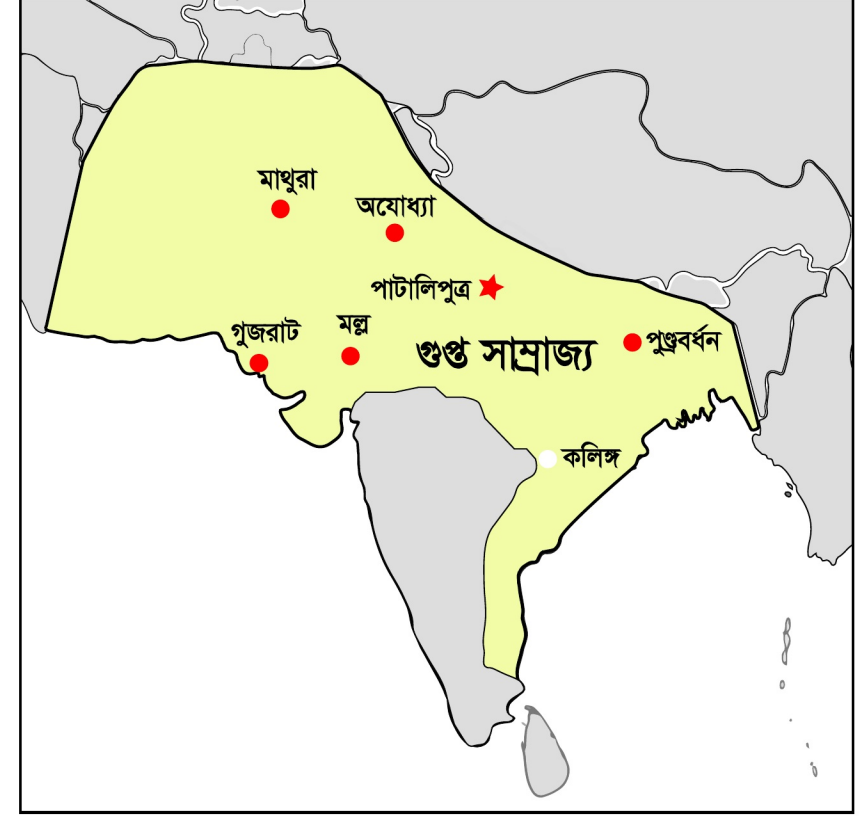 মাথুরা
অযোধ্যা
পাটালিপুত্র
গুজরাট
মল্ল
গুপ্ত সাম্রাজ্য
পুণ্ড্রবর্ধন
কলিঙ্গ